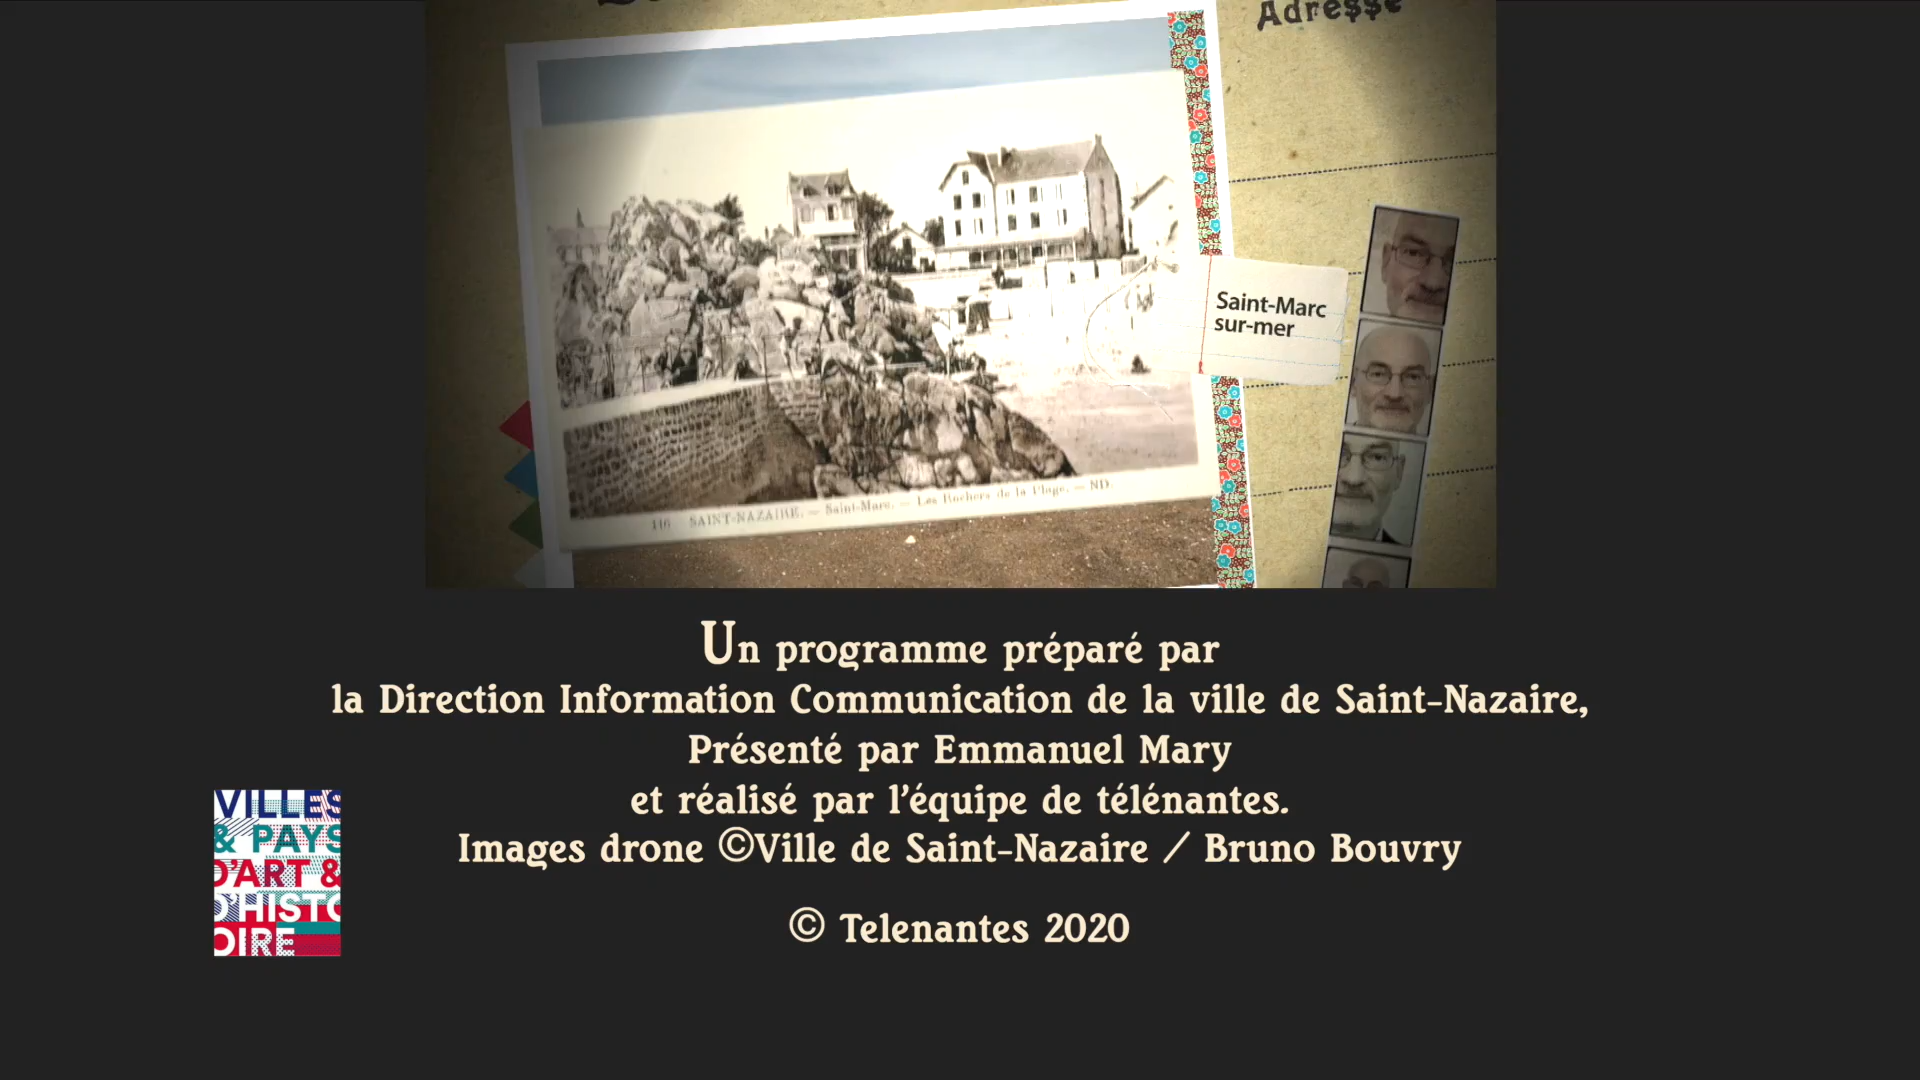 Adresse
Saint-Marc
sur-mer
116 SAINT-NAZAIRE. — Saint-Marc. — Les Rochers de la Plage. — ND.
Un programme préparé par
la Direction Information Communication de la ville de Saint-Nazaire,
Présenté par Emmanuel Mary
et réalisé par l'équipe de télénantes.
Images drone ©Ville de Saint-Nazaire / Bruno Bouvry
© Telenantes 2020
VILLES
& PAYS
D'ART &
D'HISTO
OIRE